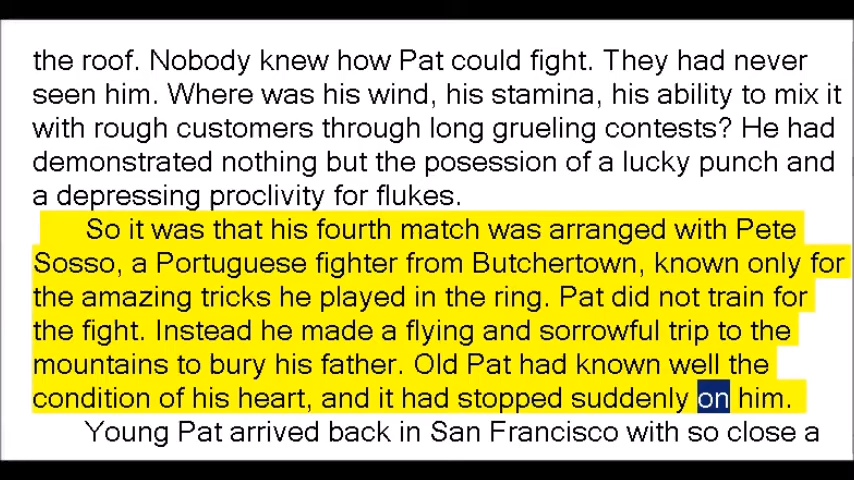 the roof. Nobody knew how Pat could fight. They had never
seen him. Where was his wind, his stamina, his ability to mix it
with rough customers through long grueling contests? He had
demonstrated nothing but the posession of a lucky punch and
a depressing proclivity for flukes.
So it was that his fourth match was arranged with Pete
Sosso, a Portuguese fighter from Butchertown, known only for
the amazing tricks he played in the ring. Pat did not train for
the fight. Instead he made a flying and sorrowful trip to the
mountains to bury his father. Old Pat had known well the
condition of his heart, and it had stopped suddenly on him.
Young Pat arrived back in San Francisco with so close a